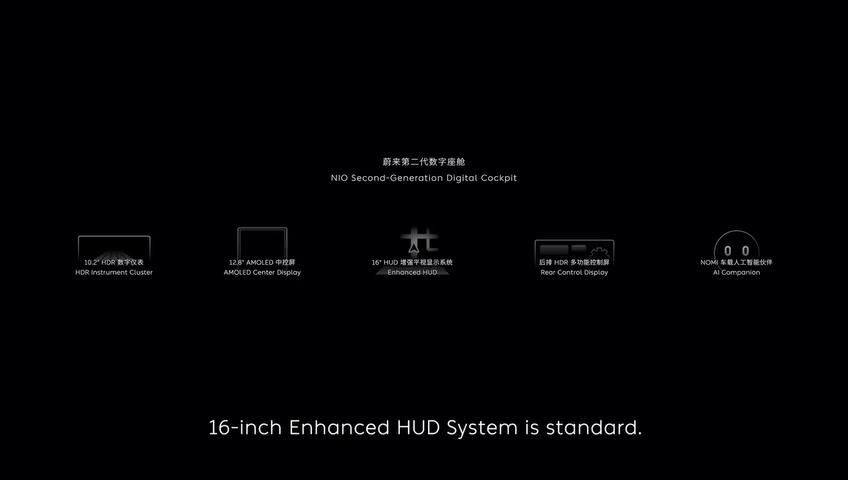 蔚来第二代数字座舱
NIO Second-Generation Digital Cockpit
10.2" HDR 数字仪表
HDR Instrument Cluster
12.8" AMOLED 中控屏
AMOLED Center Display
16" HUD 增强平视显示系统
Enhanced HUD
后排 HDR 多功能控制屏
Rear Control Display
NOMI 车载人工智能伙伴
AI Companion
16-inch Enhanced HUD System is standard.